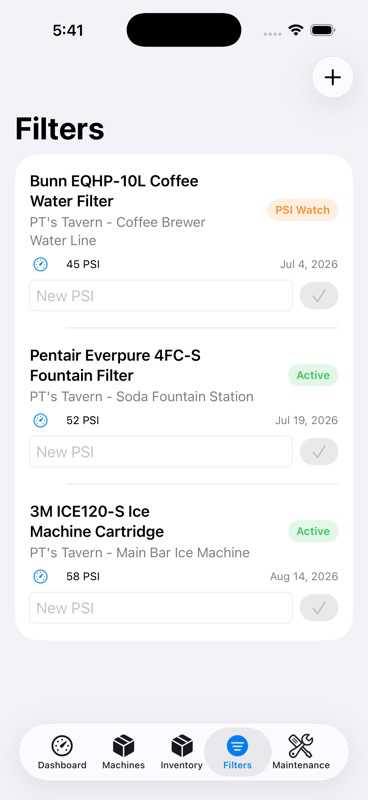 5:41
Filters
Bunn EQHP-10L Coffee
Water Filter
PSI Watch
PT's Tavern - Coffee Brewer
Water Line
45 PSI
Jul 4, 2026
New PSI
Pentair Everpure 4FC-S
Fountain Filter
Active
PT's Tavern - Soda Fountain Station
52 PSI
Jul 19, 2026
New PSI
3M ICE120-S Ice
Machine Cartridge
Active
PT's Tavern - Main Bar Ice Machine
58 PSI
Aug 14, 2026
New PSI
Dashboard
Machines
Inventory
Filters
Maintenance